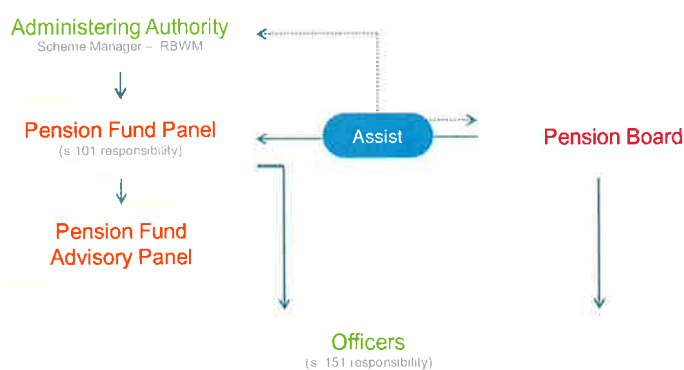 Administering Authority
Scheme Manager – RBWM
Pension Fund Panel
(s 101 responsibility)
Assist
Pension Board
Pension Fund
Advisory Panel
Officers
(s 151 responsibility)